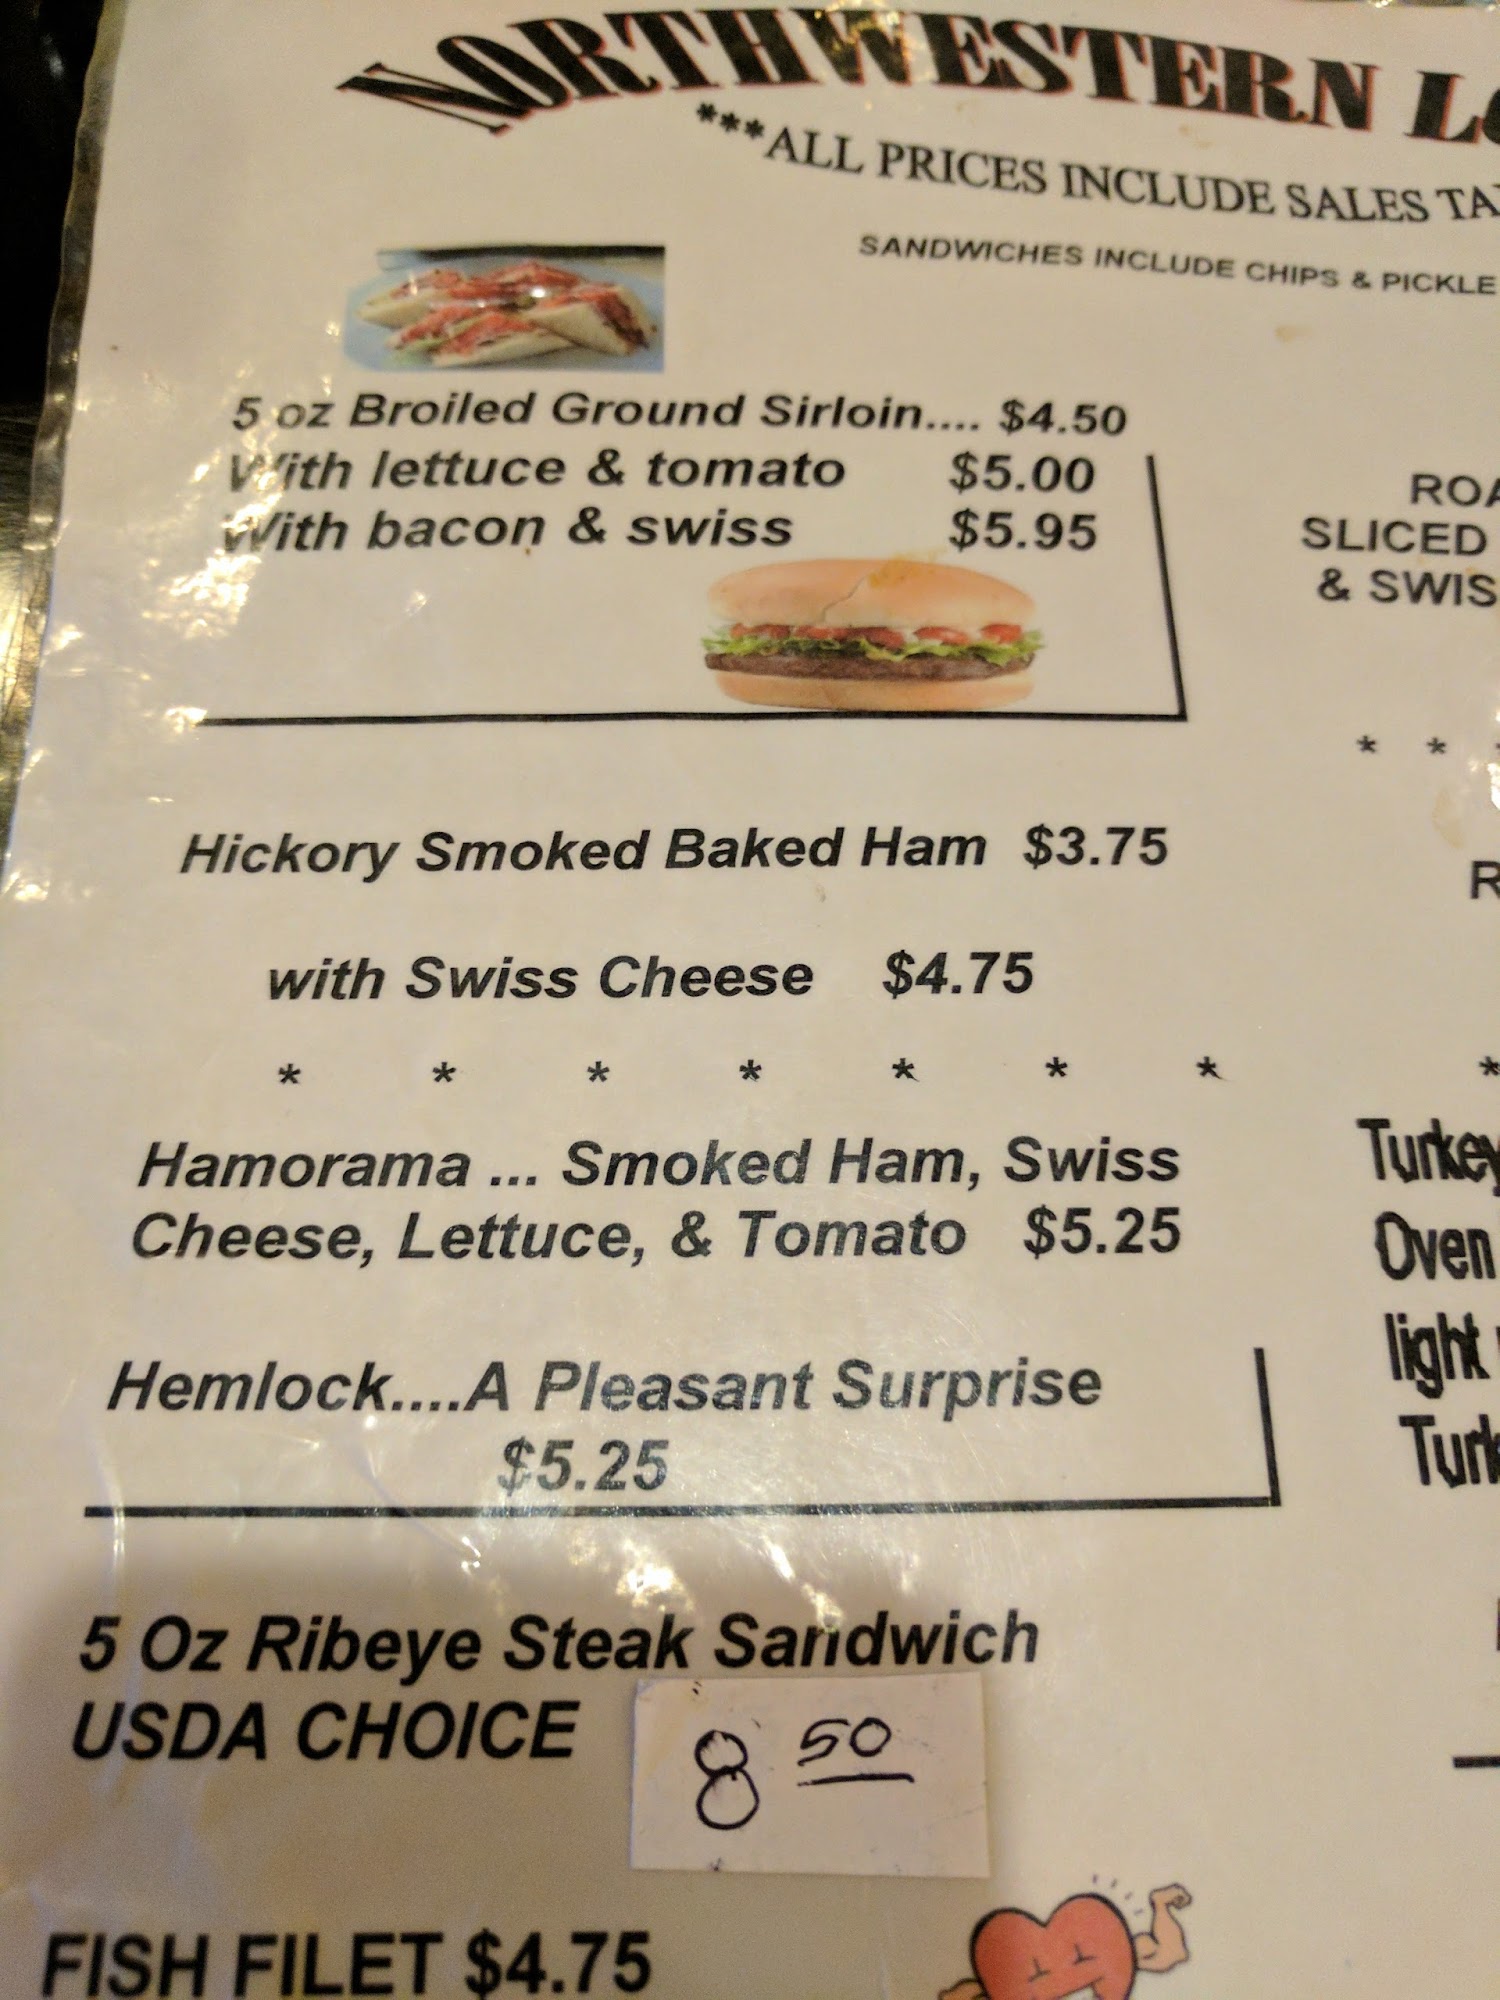 NORTHWESTERN
***ALL PRICES INCLUDE SALES
SANDWICHES INCLUDE CHIPS & PICKLE
5 oz Broiled Ground Sirloin.... $4.50
With lettuce & tomato $5.00
With bacon & swiss $5.95
SLICED
&
Hickory Smoked Baked Ham $3.75
with Swiss Cheese $4.75
* * * * * * *
Hamorama ... Smoked Ham, Swiss
Cheese, Lettuce, & Tomato $5.25
Hemlock....A Pleasant Surprise
$5.25
Turkey
Oven
light
5 Oz Ribeye Steak Sandwich
USDA CHOICE 8 50
FISH FILET $4.75